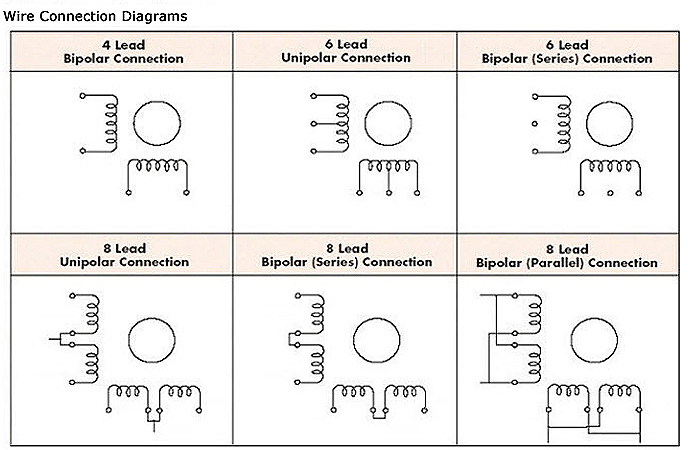 Wire Connection Diagrams
4 Lead
Bipolar Connection
6 Lead
Unipolar Connection
6 Lead
Bipolar (Series) Connection
8 Lead
Unipolar Connection
8 Lead
Bipolar (Series) Connection
8 Lead
Bipolar (Parallel) Connection